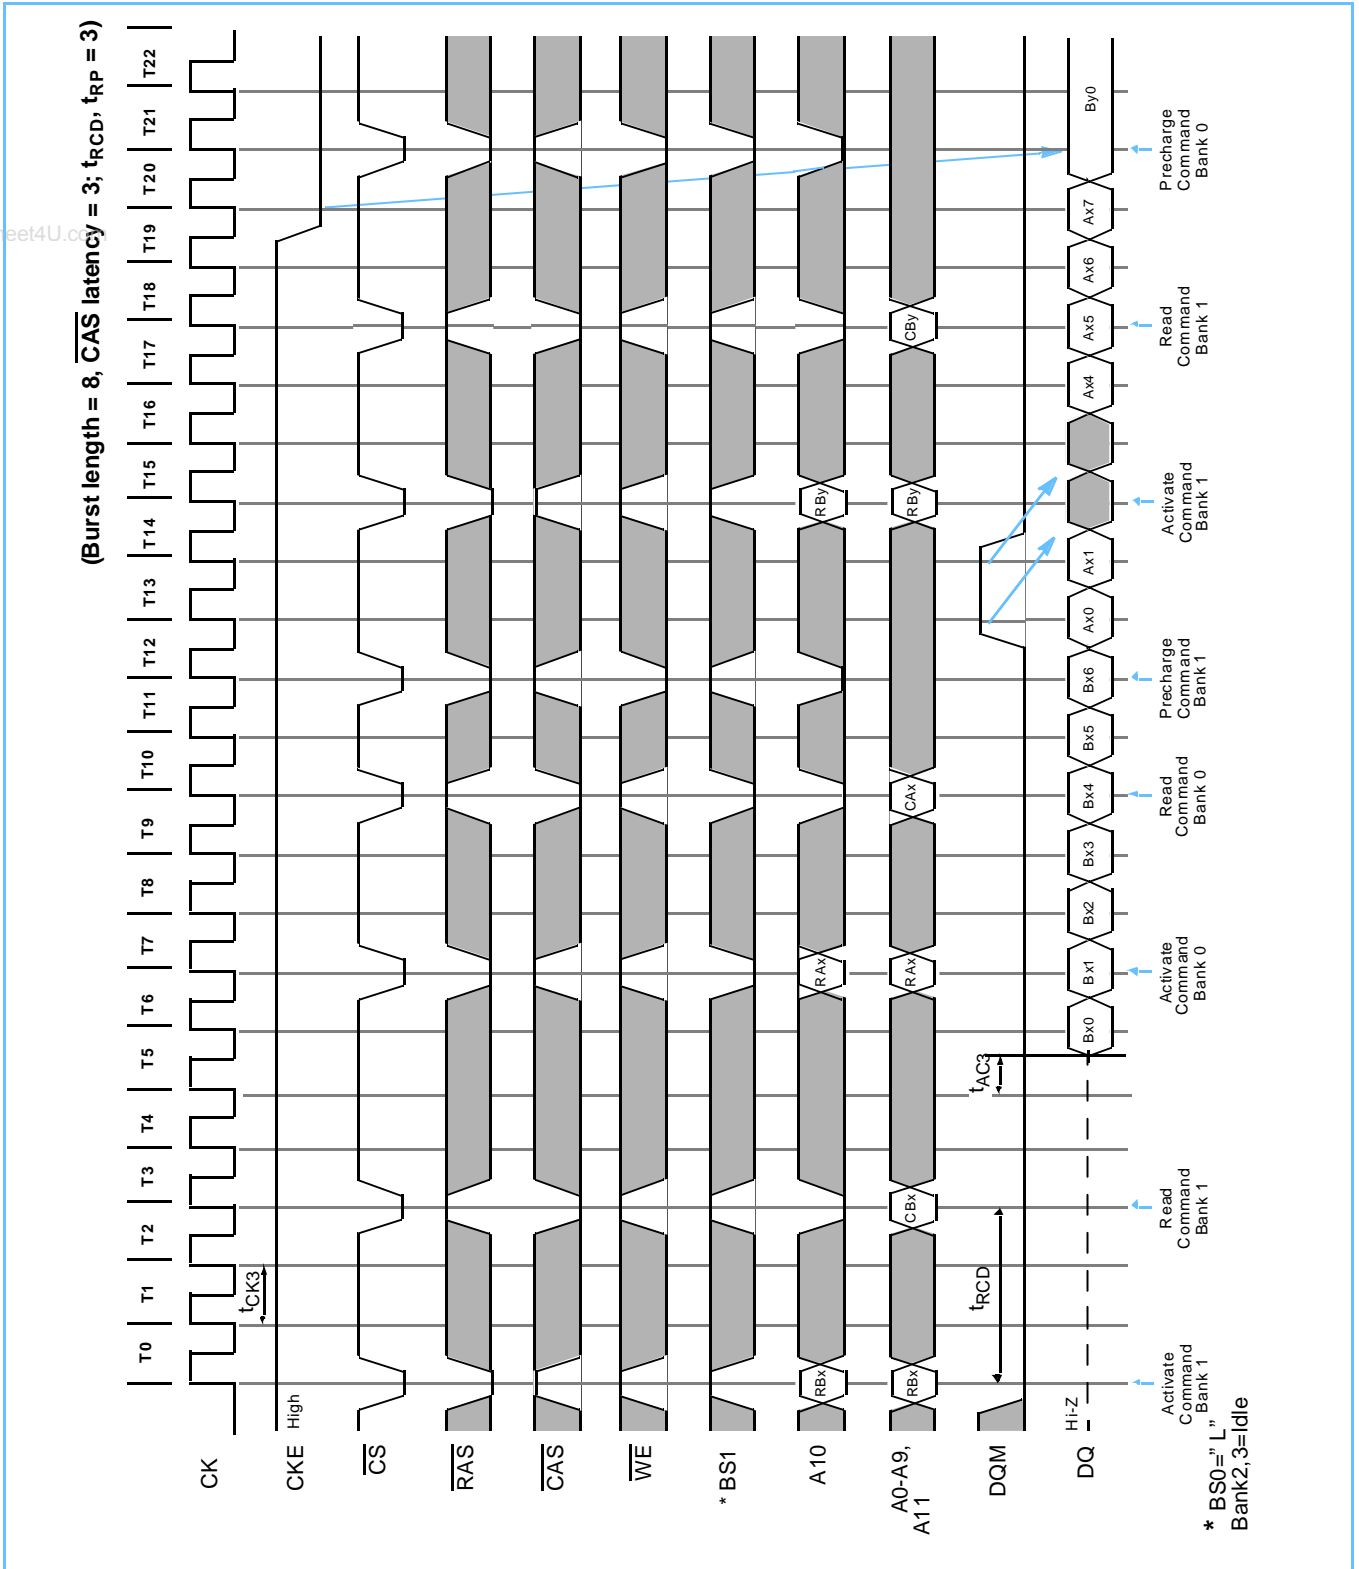 (Burst length = 8, CAS latency = 3; tRCD, tRP = 3)
T0 T1 T2 T3 T4 T5 T6 T7 T8 T9 T10 T11 T12 T13 T14 T15 T16 T17 T18 T19 T20 T21 T22
CK
tCK3
CKE
High
CS
RAS
CAS
WE
* BS1
A10
RBx RAx RBy
A0-A9,
A11
RBx CBx RAx CAx RBy CBy
DQM
tRCD
tAC3
DQ
Hi-Z
Bx0 Bx1 Bx2 Bx3 Bx4 Bx5 Bx6 Ax0 Ax1 Ax4 Ax5 Ax6 Ax7 By0
Activate
Command
Bank 1
Read
Command
Bank 1
Activate
Command
Bank 0
Read
Command
Bank 0
Precharge
Command
Bank 1
Activate
Command
Bank 1
Read
Command
Bank 1
Precharge
Command
Bank 0
* BS0=”L”
Bank2,3=Idle